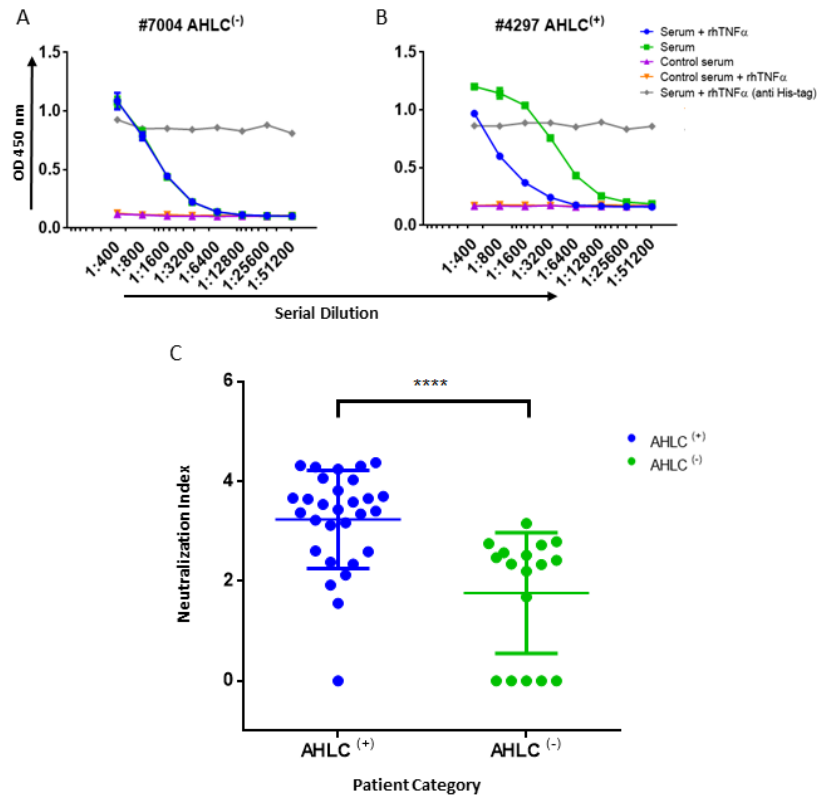 A
#7004 AHLC(-)
B
#4297 AHLC(+)
Serum + rhTNFα
Serum
Control serum
Control serum + rhTNFα
Serum + rhTNFα (anti His-tag)
OD 450 nm
1.5
1.0
0.5
0.0
1:400
1:800
1:1600
1:3200
1:6400
1:12800
1:25600
1:51200
1.5
1.0
0.5
0.0
1:400
1:800
1:1600
1:3200
1:6400
1:12800
1:25600
1:51200
Serial Dilution
C
Neutralization Index
6
4
2
0
****
AHLC (+)
AHLC (-)
AHLC (+)
AHLC (-)
Patient Category